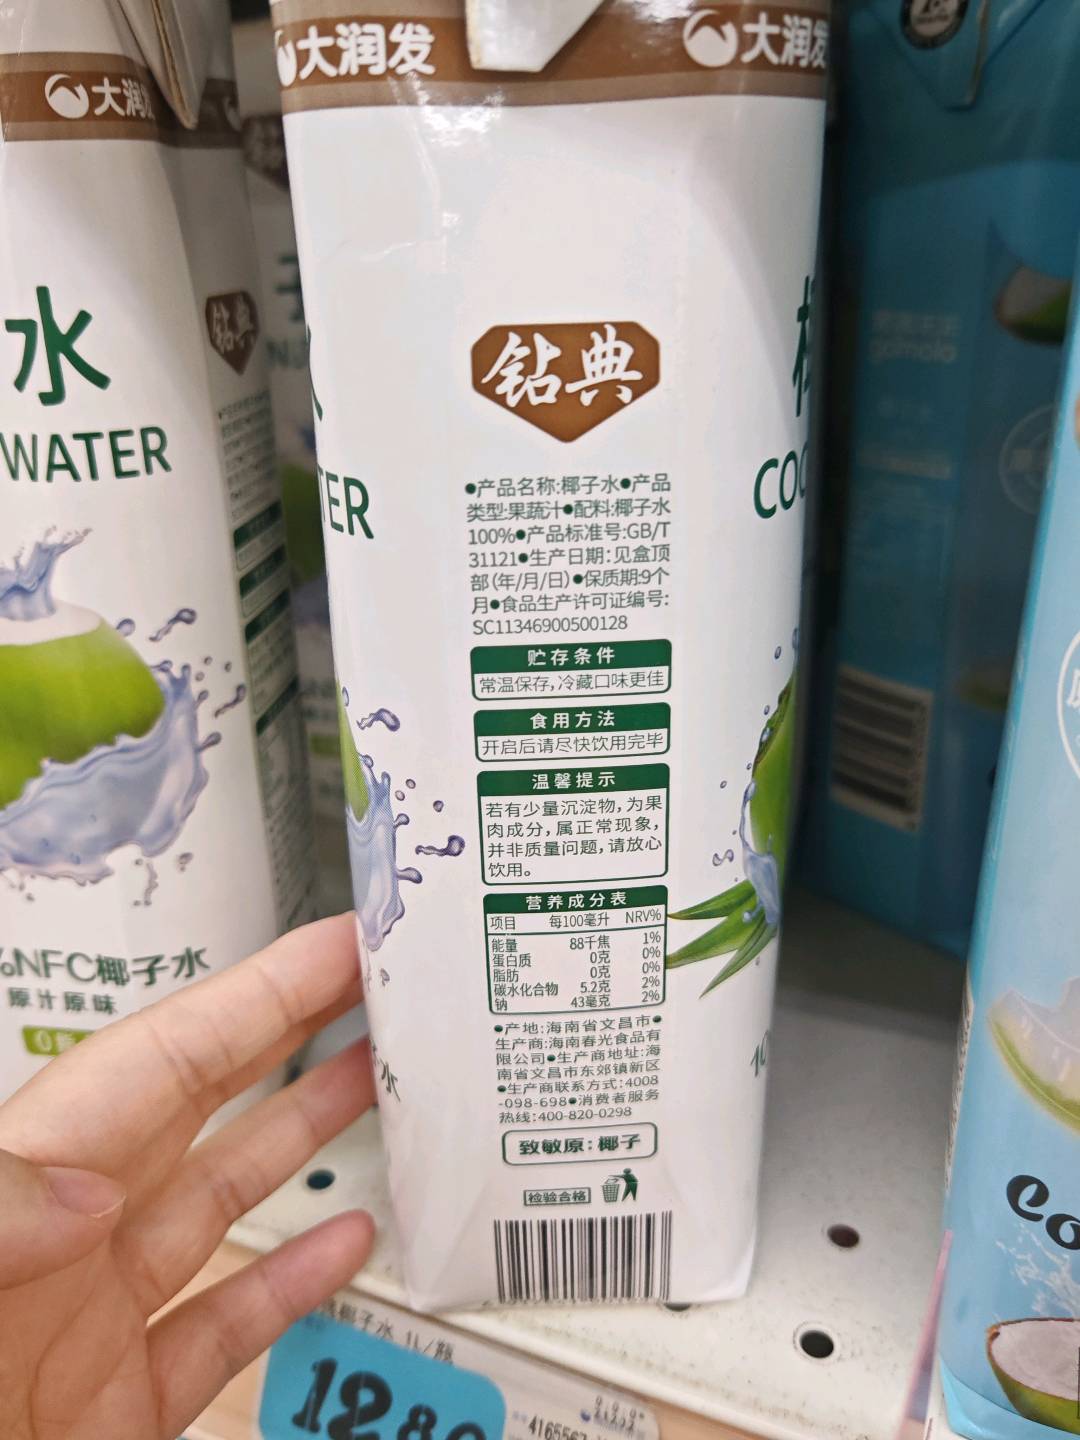 大润发
大润发
大润发
水
WATER
钻典
NFC椰子水
原汁原味
TER
钻典
●产品名称:椰子水●产品
类型:果蔬汁●配料:椰子水
100%●产品标准号:GB/T
31121●生产日期:见盒顶
部(年/月/日)●保质期:9个
月●食品生产许可证编号:
SC11346900500128
贮存条件
常温保存,冷藏口味更佳
食用方法
开启后请尽快饮用完毕
温馨提示
若有少量沉淀物,为果
肉成分,属正常现象,
并非质量问题,请放心
饮用。
营养成分表
项目 每100毫升 NRV%
能量 88千焦 1%
蛋白质 0克 0%
脂肪 0克 0%
碳水化合物 5.2克 2%
钠 43毫克 2%
●产地:海南省文昌市●
生产商:海南春光食品有
限公司●生产商地址:海
南省文昌市东郊镇新区
●生产商联系方式:4008
-098-698●消费者服务
热线:400-820-0298
致敏原:椰子
检验合格
COC
椰子水 1L/瓶
12.80
4165567